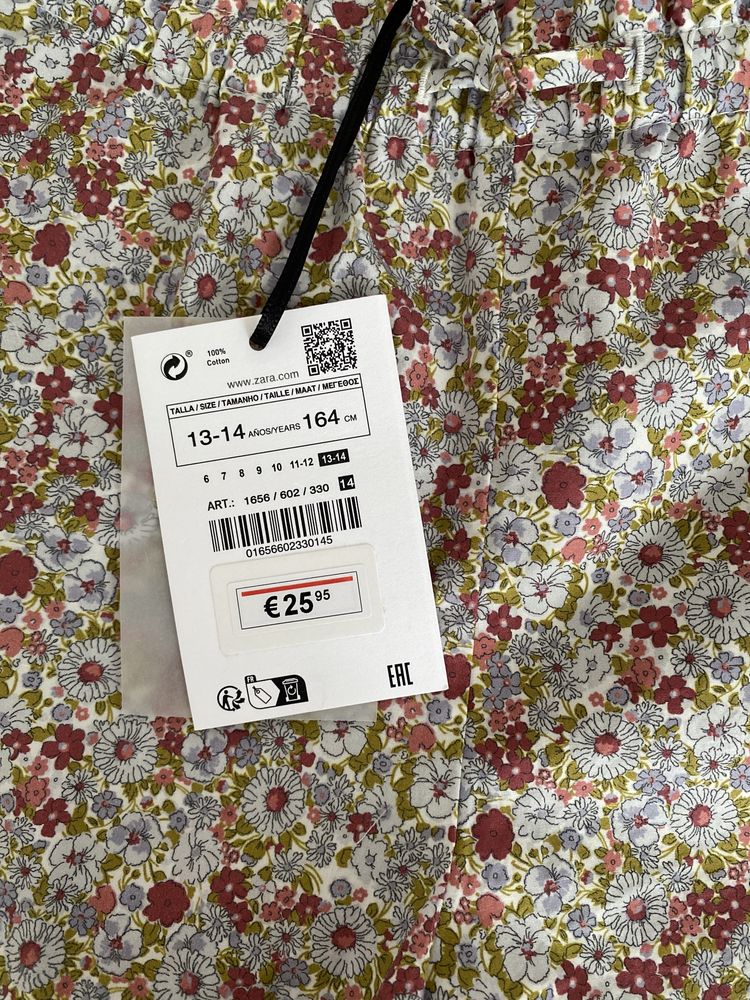 ®
100%
Cotton
www.zara.com
TALLA / SIZE / TAMANHO / TAILLE / MAAT / ΜΕΓΕΘΟΣ
13-14 AÑOS/YEARS 164 CM
6 7 8 9 10 11-12 13-14
ART.: 1656 / 602 / 330 14
01656602330145
€ 25 95
FR
EAC